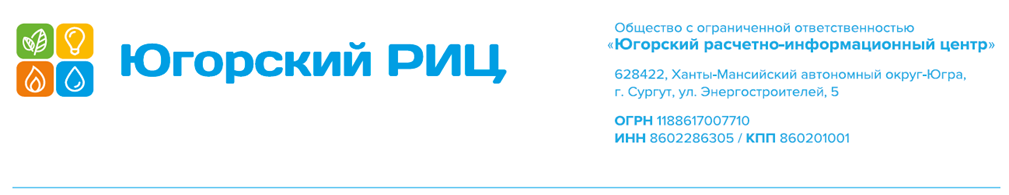 Югорский РИЦ
Общество с ограниченной ответственностью
«Югорский расчетно-информационный центр»
628422, Ханты-Мансийский автономный округ-Югра,
г. Сургут, ул. Энергостроителей, 5
ОГРН 1188617007710
ИНН 8602286305 / КПП 860201001